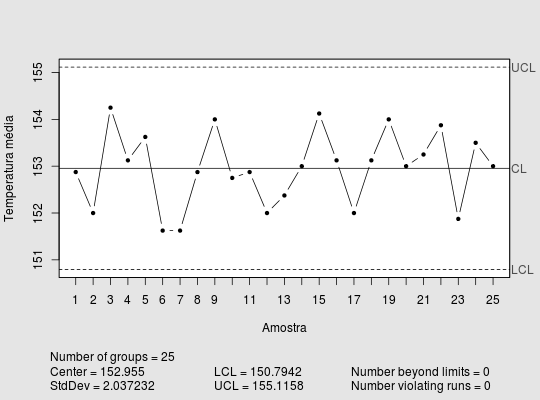 Temperatura média
155
154
153
152
151
UCL
CL
LCL
1 2 3 4 5 6 7 8 9 11 13 15 17 19 21 23 25
Amostra
Number of groups = 25
Center = 152.955 LCL = 150.7942 Number beyond limits = 0
StdDev = 2.037232 UCL = 155.1158 Number violating runs = 0